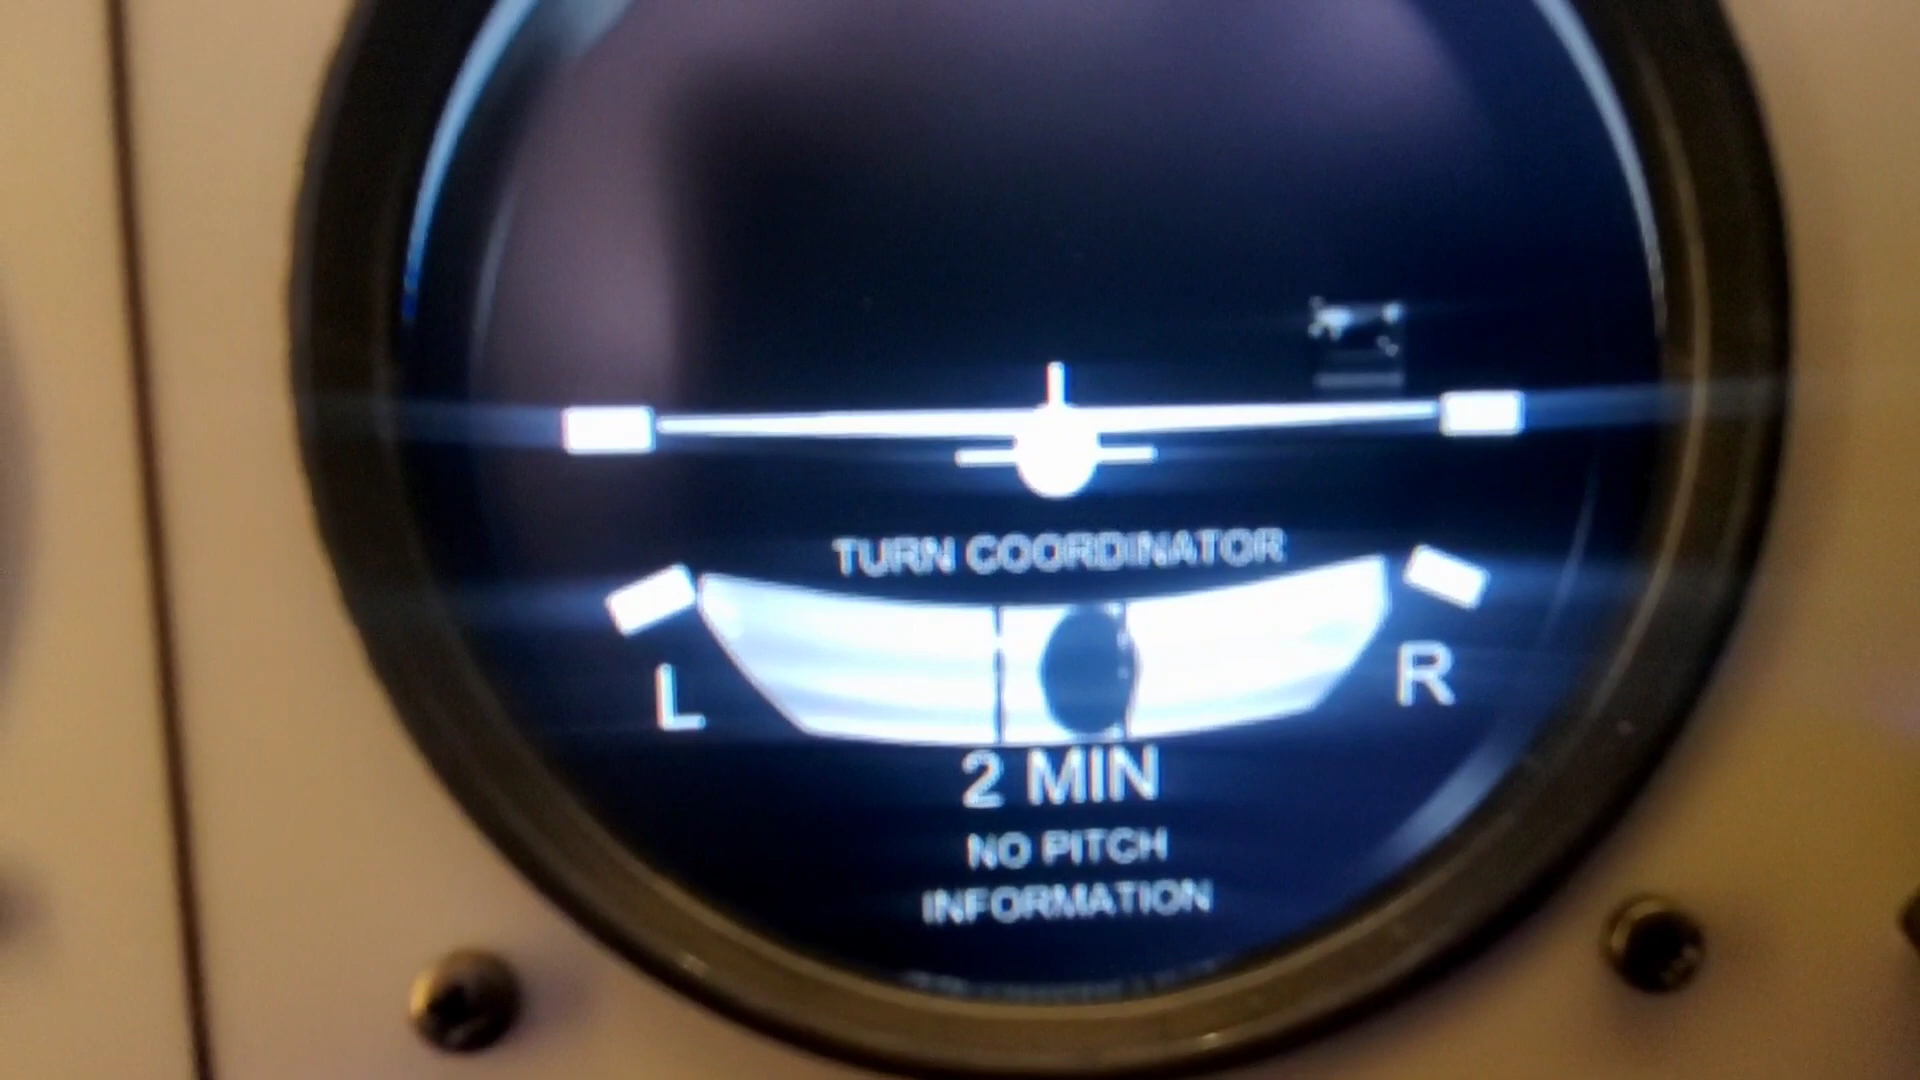 TURN COORDINATOR
L R
2 MIN
NO PITCH
INFORMATION